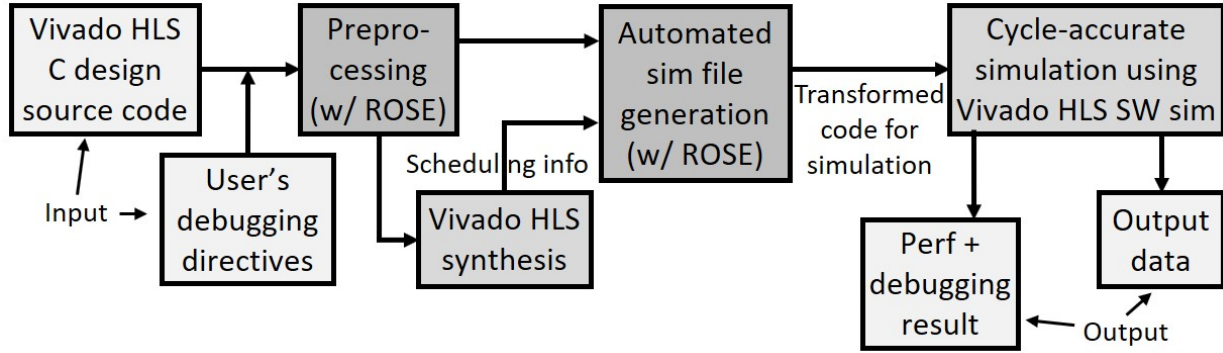 Vivado HLS
C design
source code
Prepro-
cessing
(w/ ROSE)
Automated
sim file
generation
(w/ ROSE)
Cycle-accurate
simulation using
Vivado HLS SW sim
Transformed
code for
simulation
Scheduling info
User’s
debugging
directives
Input
Vivado HLS
synthesis
Perf +
debugging
result
Output
data
Output